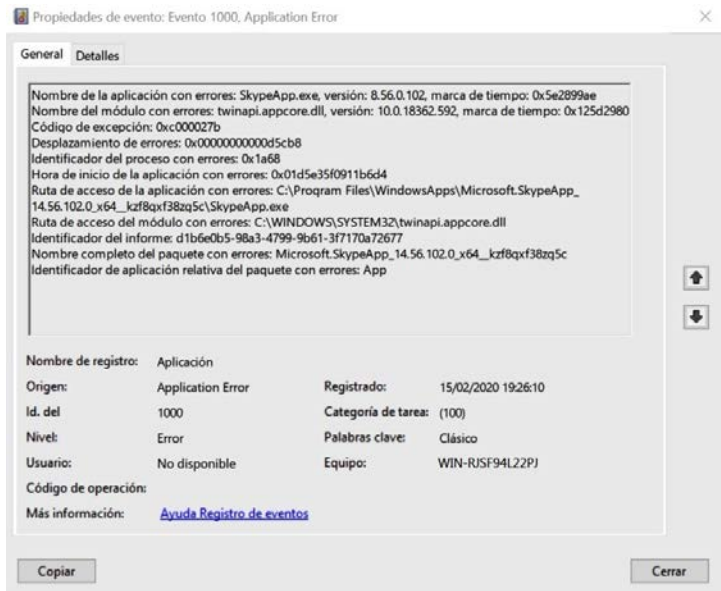 Propiedades de evento: Evento 1000, Application Error
General Detalles
Nombre de la aplicación con errores: SkypeApp.exe, versión: 8.56.0.102, marca de tiempo: 0x5e2899ae
Nombre del módulo con errores: twinapi.appcore.dll, versión: 10.0.18362.592, marca de tiempo: 0x125d2980
Código de excepción: 0xc000027b
Desplazamiento de errores: 0x00000000000d5cb8
Identificador del proceso con errores: 0x1a68
Hora de inicio de la aplicación con errores: 0x01d5e35f0911b6d4
Ruta de acceso de la aplicación con errores: C:\Program Files\WindowsApps\Microsoft.SkypeApp_
14.56.102.0_x64__kzf8qxf38zg5c\SkypeApp.exe
Ruta de acceso del módulo con errores: C:\WINDOWS\SYSTEM32\twinapi.appcore.dll
Identificador del informe: d1b6e0b5-98a3-4799-9b61-3f7170a72677
Nombre completo del paquete con errores: Microsoft.SkypeApp_14.56.102.0_x64__kzf8qxf38zg5c
Identificador de aplicación relativa del paquete con errores: App
Nombre de registro: Aplicación
Origen: Application Error Registrado: 15/02/2020 19:26:10
Id. del 1000 Categoría de tarea: (100)
Nivel: Error Palabras clave: Clásico
Usuario: No disponible Equipo: WIN-RJSF94L22PJ
Código de operación:
Más información: Ayuda Registro de eventos
Copiar Cerrar